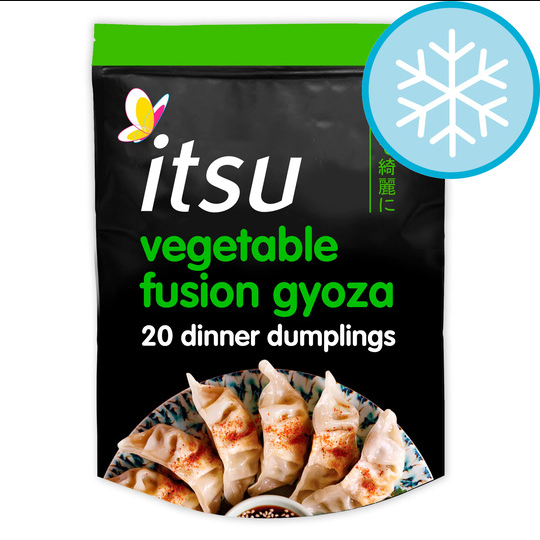 itsu
綺麗に
vegetable
fusion gyoza
20 dinner dumplings